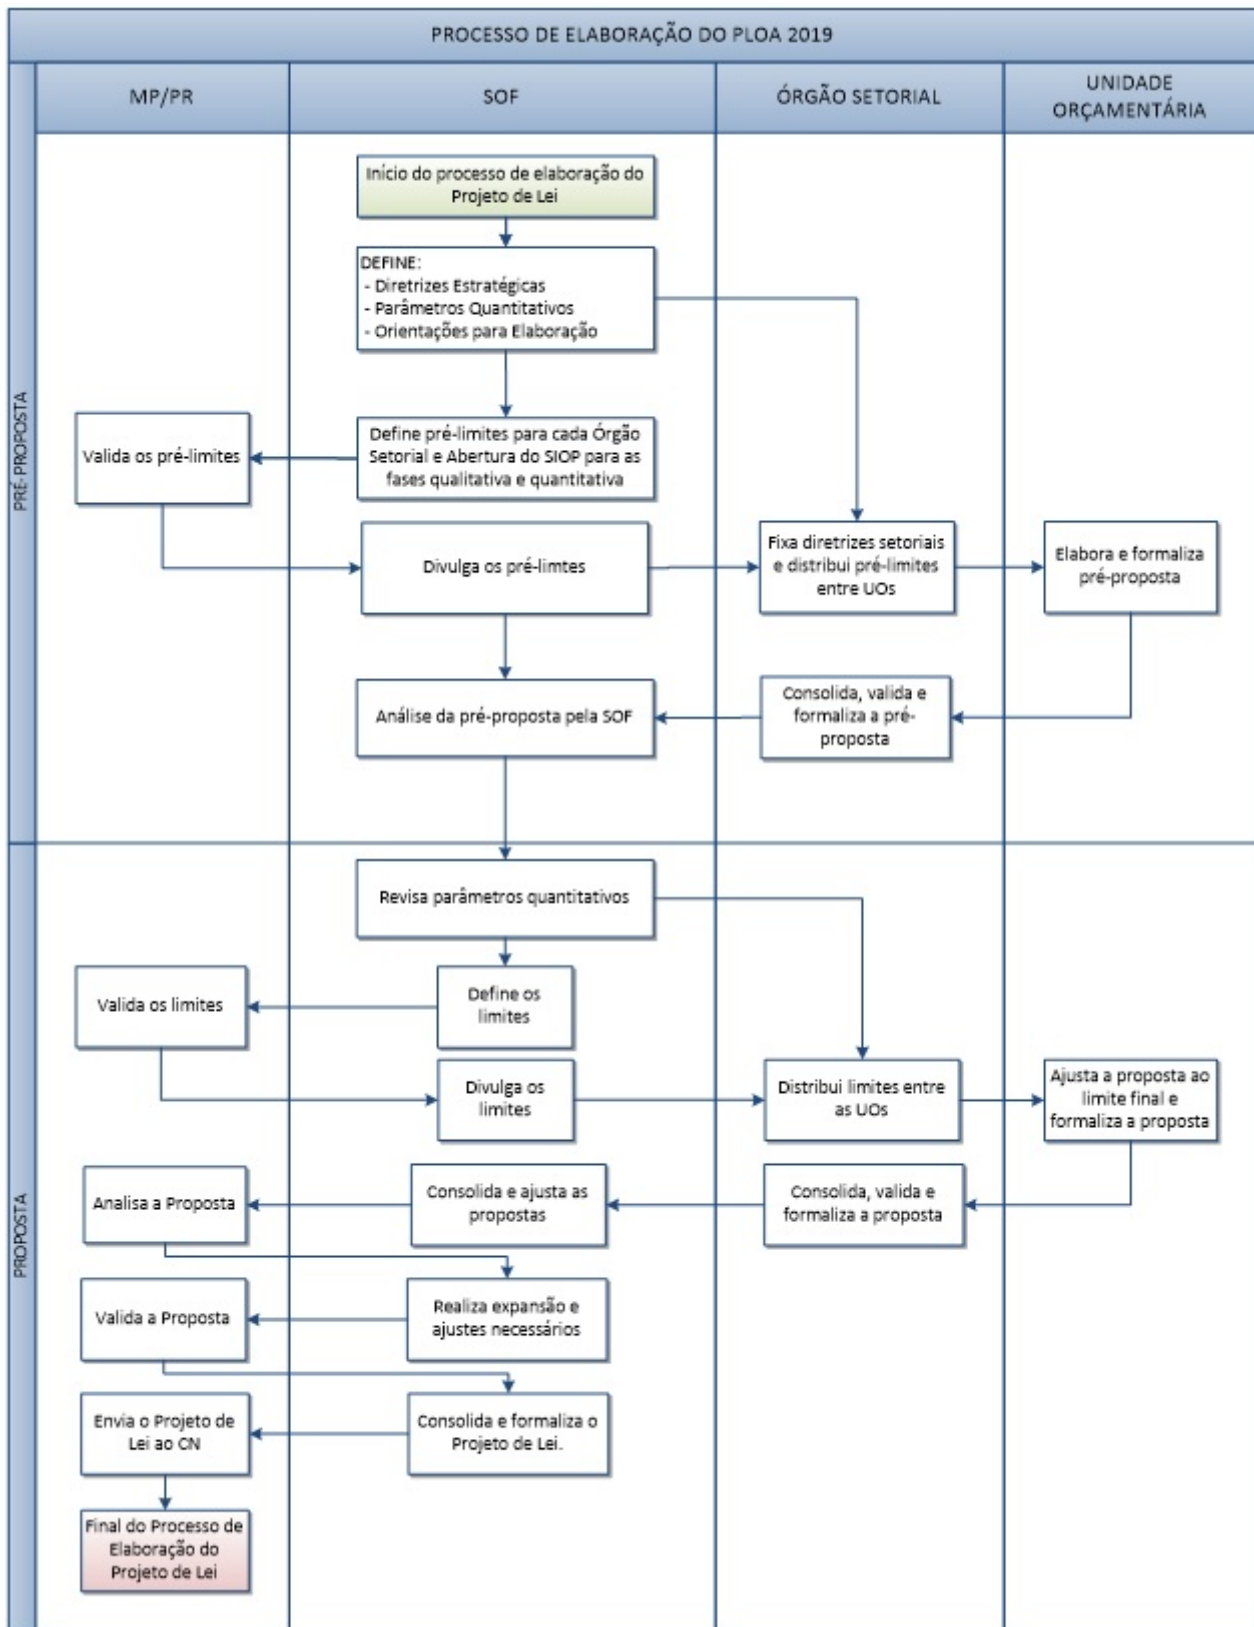 PROCESSO DE ELABORAÇÃO DO PLOA 2019
MP/PR
SOF
ÓRGÃO SETORIAL
UNIDADE
ORÇAMENTÁRIA
PRÉ-PROPOSTA
Início do processo de elaboração do
Projeto de Lei
DEFINE:
- Diretrizes Estratégicas
- Parâmetros Quantitativos
- Orientações para Elaboração
Valida os pré-limites
Define pré-limites para cada Órgão
Setorial e Abertura do SIOP para as
fases qualitativa e quantitativa
Divulga os pré-limtes
Fixa diretrizes setoriais
e distribui pré-limites
entre UOs
Elabora e formaliza
pré-proposta
Análise da pré-proposta pela SOF
Consolida, valida e
formaliza a pré-
proposta
PROPOSTA
Revisa parâmetros quantitativos
Valida os limites
Define os
limites
Divulga os
limites
Distribui limites entre
as UOs
Ajusta a proposta ao
limite final e
formaliza a proposta
Analisa a Proposta
Consolida e ajusta as
propostas
Consolida, valida e
formaliza a proposta
Valida a Proposta
Realiza expansão e
ajustes necessários
Envia o Projeto de
Lei ao CN
Consolida e formaliza o
Projeto de Lei.
Final do Processo de
Elaboração do
Projeto de Lei